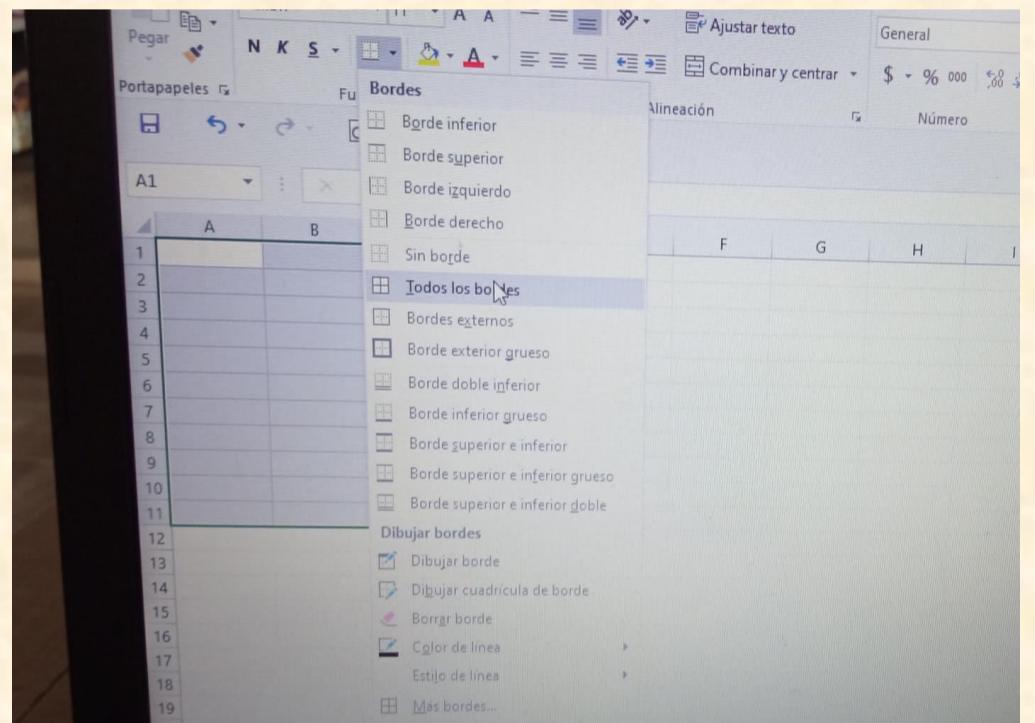 Pegar
N K S
A A
Ajustar texto
General
A
Combinar y centrar
$ % 000
Portapapeles
Fu
Alineación
Número
A1
Bordes
Borde inferior
Borde superior
Borde izquierdo
Borde derecho
Sin borde
Todos los bordes
Bordes externos
Borde exterior grueso
Borde doble inferior
Borde inferior grueso
Borde superior e inferior
Borde superior e inferior grueso
Borde superior e inferior doble
Dibujar bordes
Dibujar borde
Dibujar cuadrícula de borde
Borrar borde
Color de línea
Estilo de línea
Más bordes...
A B F G H I
1
2
3
4
5
6
7
8
9
10
11
12
13
14
15
16
17
18
19